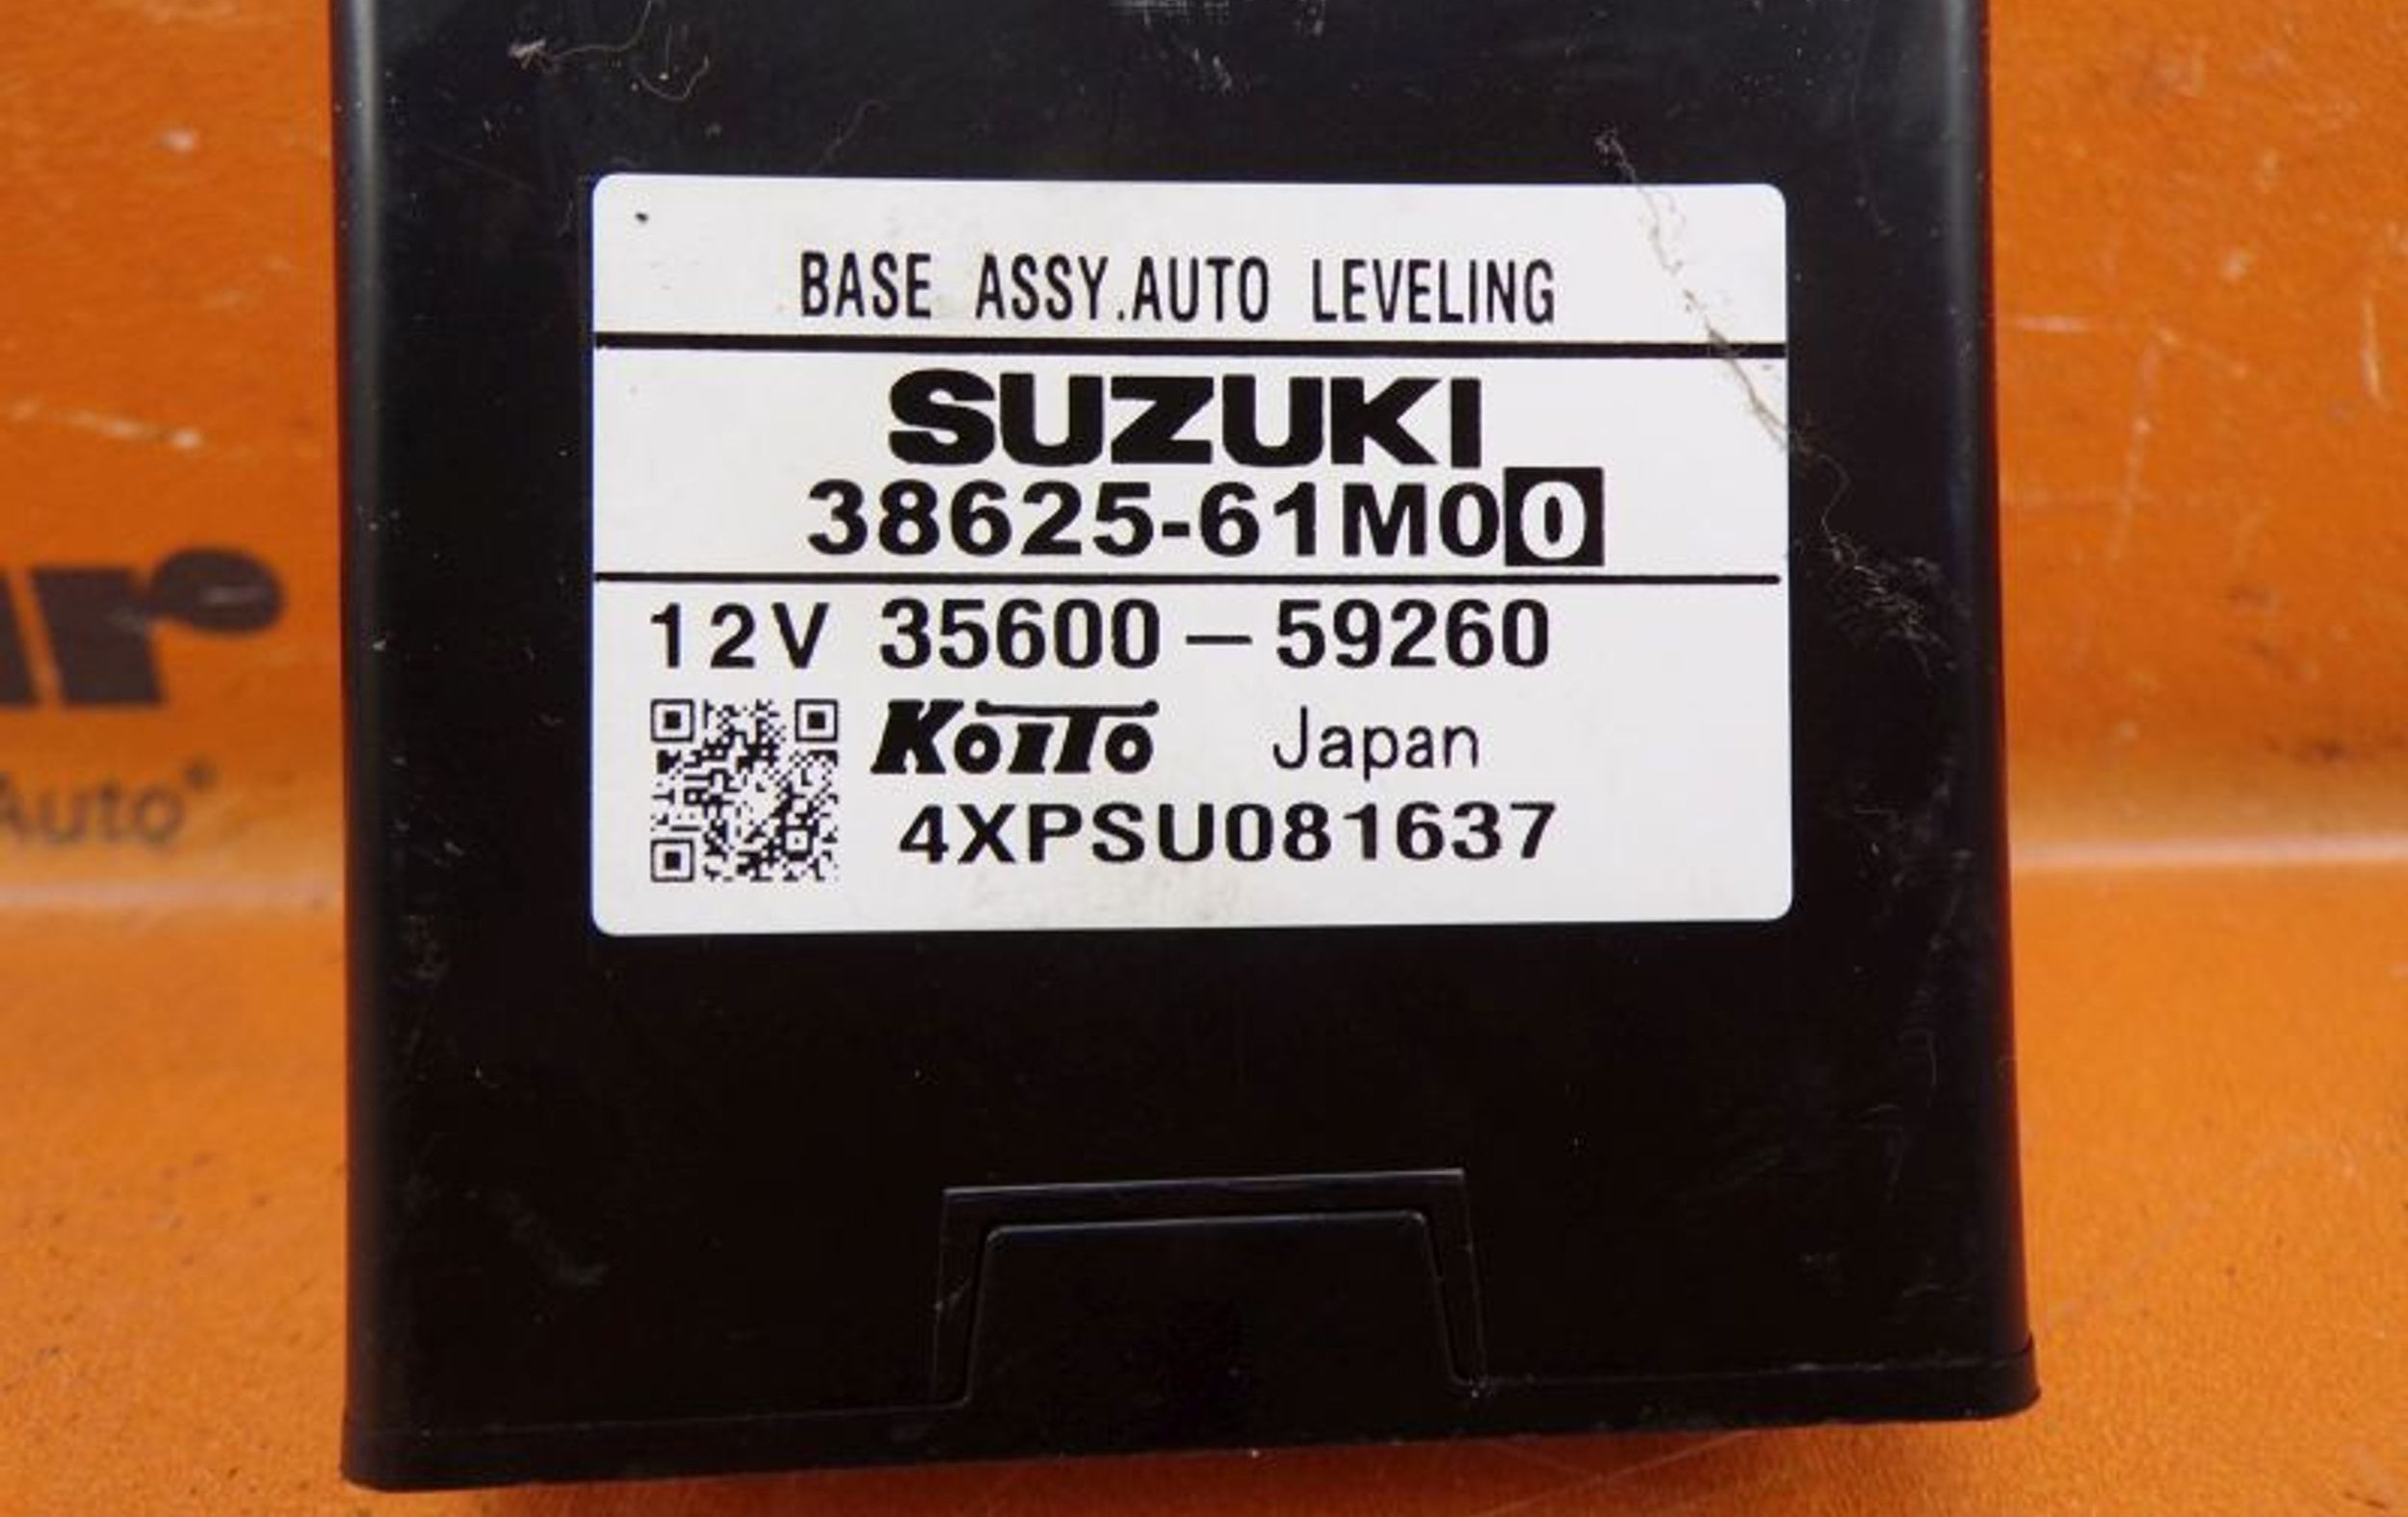 BASE ASSY.AUTO LEVELING
SUZUKI
38625-61M00
12V 35600-59260
KOITO Japan
4XPSU081637
Auto